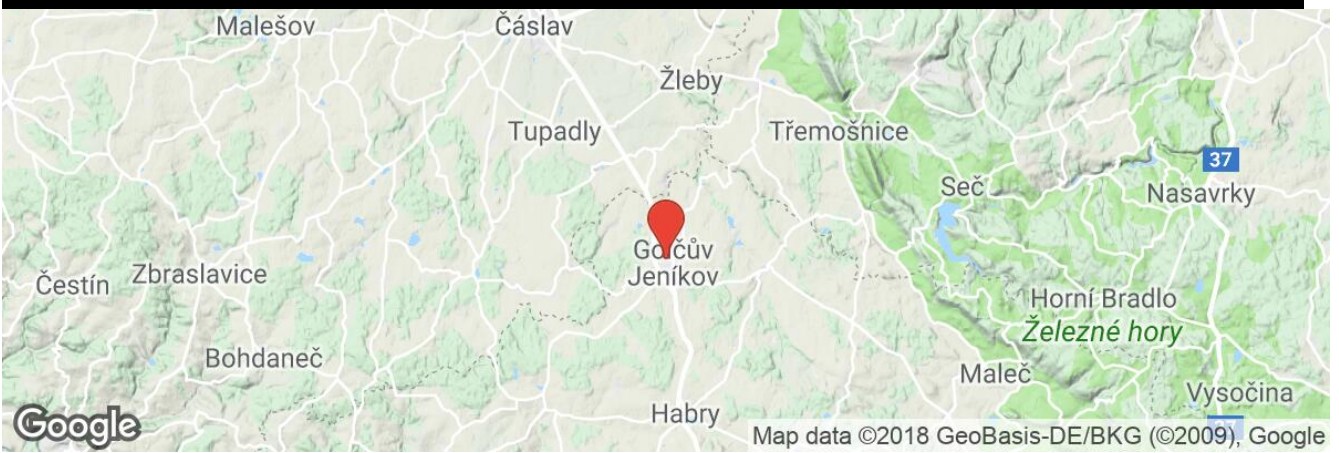 Malešov
Čáslav
Žleby
Tupadly
Třemošnice
37
Seč
Nasavrky
Golčův
Jeníkov
Čestín
Zbraslavice
Horní Bradlo
Železné hory
Bohdaneč
Maleč
Vysočina
Habry
Google
Map data ©2018 GeoBasis-DE/BKG (©2009), Google